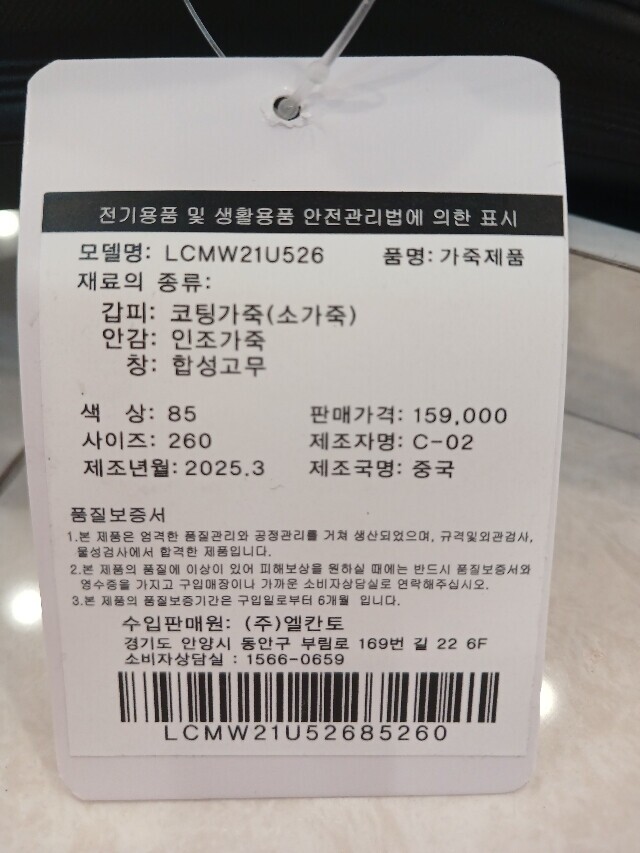 전기용품 및 생활용품 안전관리법에 의한 표시
모델명: LCMW21U526 품명: 가죽제품
재료의 종류:
갑피: 코팅가죽(소가죽)
안감: 인조가죽
창: 합성고무
색 상: 85 판매가격: 159,000
사이즈: 260 제조자명: C-02
제조년월: 2025.3 제조국명: 중국
품질보증서
1.본 제품은 엄격한 품질관리와 공정관리를 거쳐 생산되었으며, 규격및외관검사,
물성검사에서 합격한 제품입니다.
2.본 제품의 품질에 이상이 있어 피해보상을 원하실 때에는 반드시 품질보증서와
영수증을 가지고 구입매장이나 가까운 소비자상담실로 연락해주십시오.
3.본 제품의 품질보증기간은 구입일로부터 6개월 입니다.
수입판매원: (주)엘칸토
경기도 안양시 동안구 부림로 169번 길 22 6F
소비자상담실 : 1566-0659
LCMW21U52685260